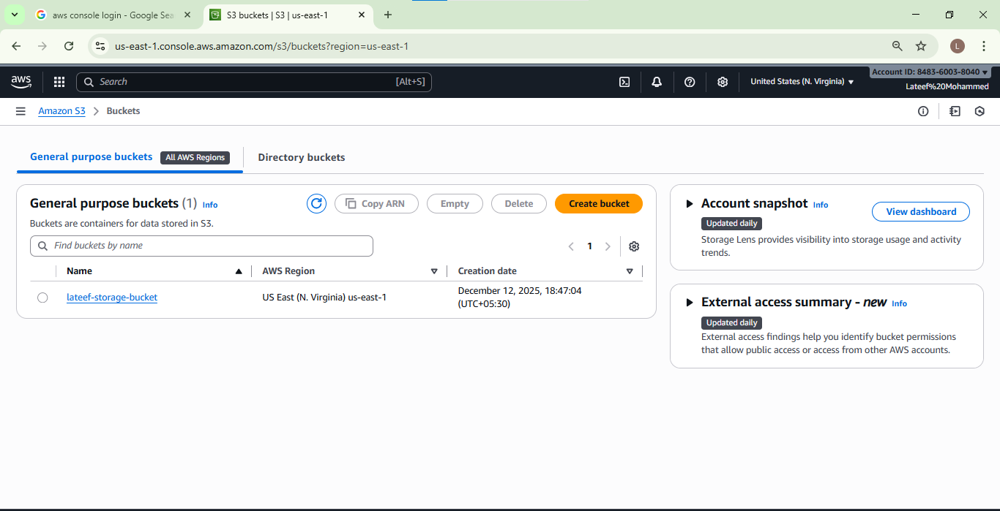 aws console login - Google Sea
S3 buckets | S3 | us-east-1
us-east-1.console.aws.amazon.com/s3/buckets?region=us-east-1
L
aws
Search
[Alt+S]
United States (N. Virginia)
Account ID: 8483-6003-8040
Lateef%20Mohammed
Amazon S3
Buckets
General purpose buckets
All AWS Regions
Directory buckets
General purpose buckets (1) Info
Copy ARN
Empty
Delete
Create bucket
Buckets are containers for data stored in S3.
Find buckets by name
1
Name
AWS Region
Creation date
lateef-storage-bucket
US East (N. Virginia) us-east-1
December 12, 2025, 18:47:04
(UTC+05:30)
Account snapshot Info
View dashboard
Updated daily
Storage Lens provides visibility into storage usage and activity
trends.
External access summary - new Info
Updated daily
External access findings help you identify bucket permissions
that allow public access or access from other AWS accounts.